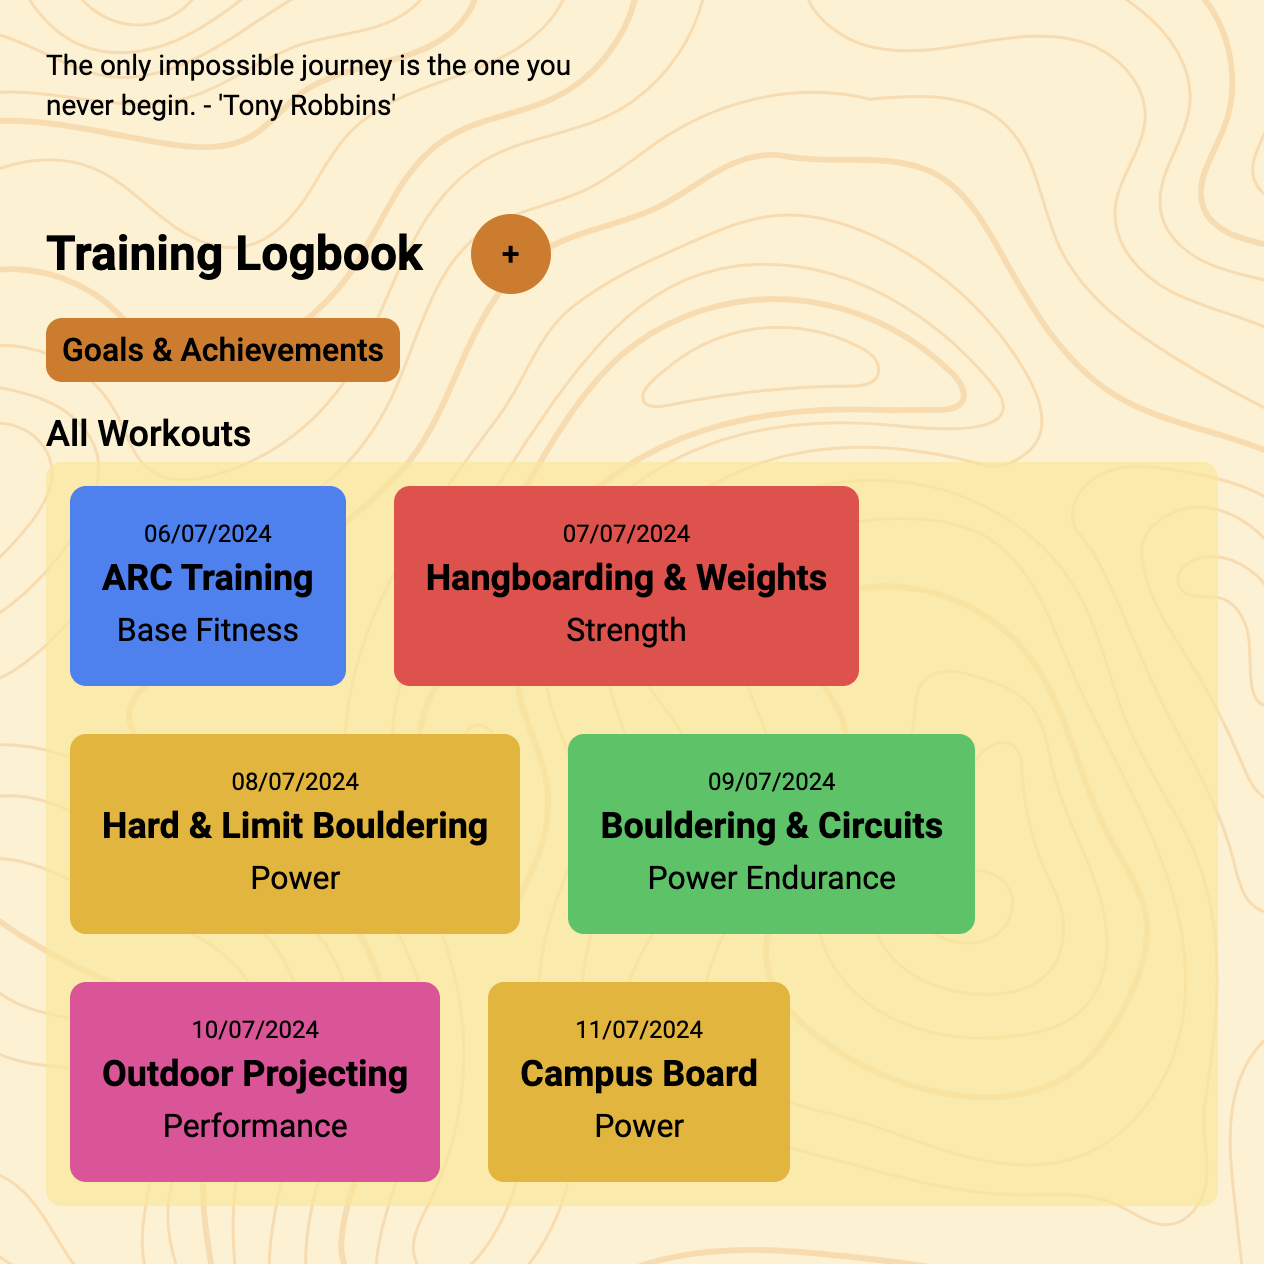 The only impossible journey is the one you
never begin. - 'Tony Robbins'
Training Logbook
+
Goals & Achievements
All Workouts
06/07/2024
ARC Training
Base Fitness
07/07/2024
Hangboarding & Weights
Strength
08/07/2024
Hard & Limit Bouldering
Power
09/07/2024
Bouldering & Circuits
Power Endurance
10/07/2024
Outdoor Projecting
Performance
11/07/2024
Campus Board
Power